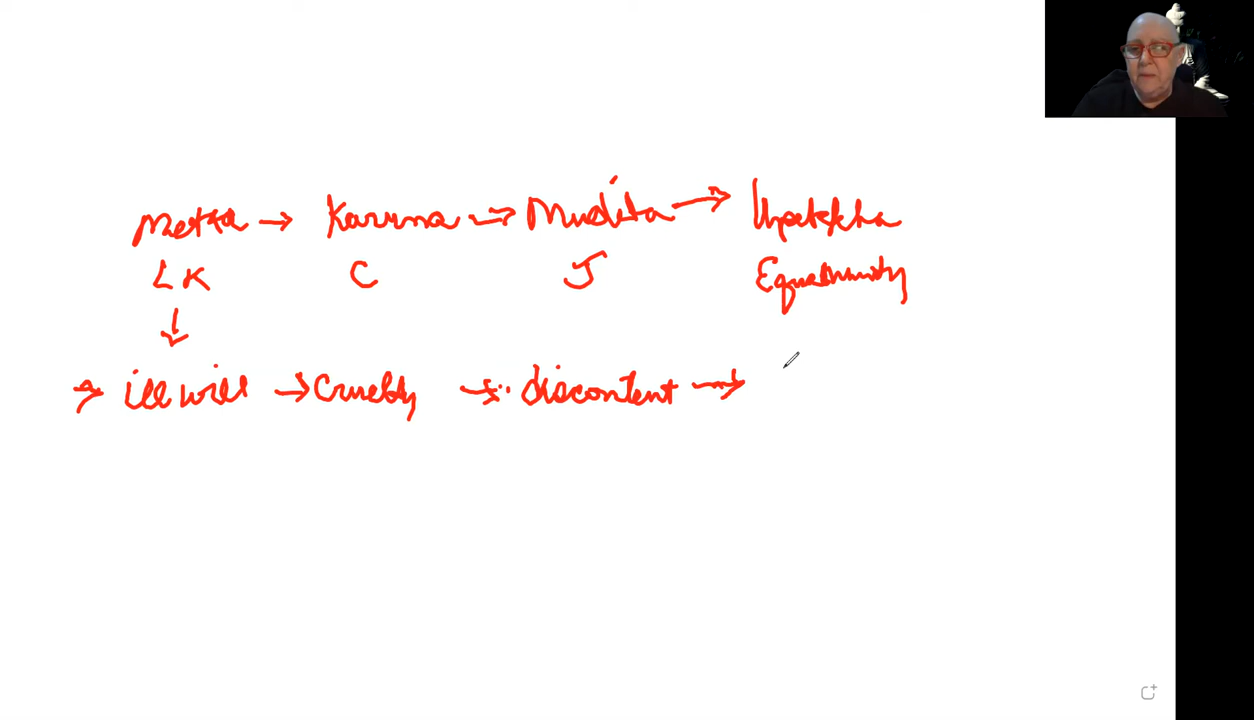 Metta → Karuna → Mudita → Upekkha
LK C J Equanimity
↓
→ ill will → Cruelty → discontent →